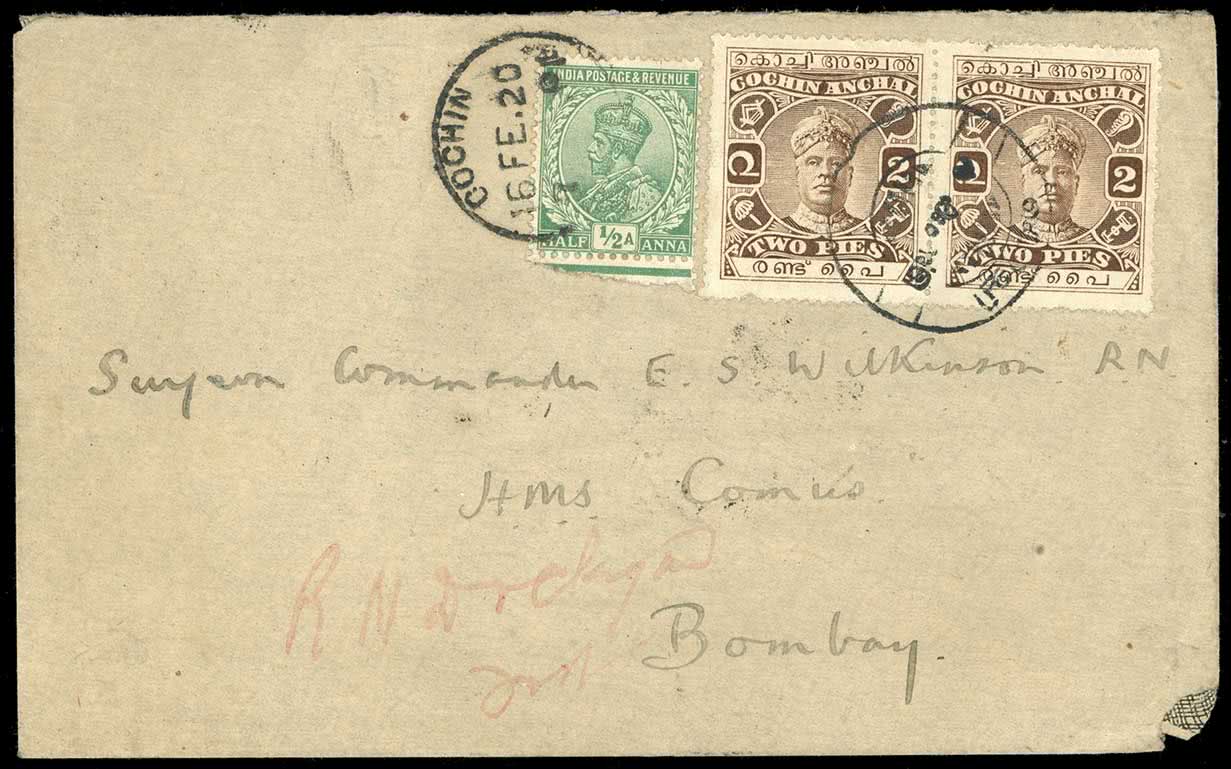 COCHIN
16 FE. 20
INDIA POSTAGE & REVENUE
HALF 1/2A ANNA
കൊച്ചി അഞ്ചൽ
COCHIN ANCHAL
2
TWO PIES
രണ്ട് പൈ
കൊച്ചി അഞ്ചൽ
COCHIN ANCHAL
2
TWO PIES
രണ്ട് പൈ
Surgeon Commander E. S Wilkinson R.N.
HMS Comus.
R N Dockyard
Bombay.